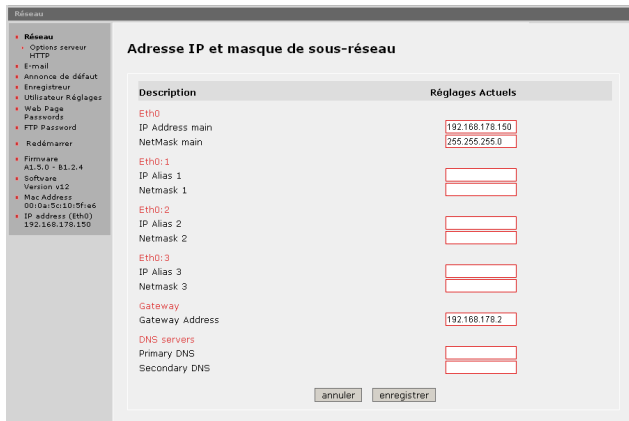 Réseau
Réseau
Options serveur
HTTP
E-mail
Annonce de défaut
Enregistreur
Utilisateur Réglages
Web Page
Passwords
FTP Password
Redémarrer
Firmware
A1.5.0 - B1.2.4
Software
Version v12
Mac Address
00:0a:5c:10:5f:e6
IP address (Eth0)
192.168.178.150
Adresse IP et masque de sous-réseau
Description Réglages Actuels
Eth0
IP Address main 192.168.178.150
NetMask main 255.255.255.0
Eth0:1
IP Alias 1
Netmask 1
Eth0:2
IP Alias 2
Netmask 2
Eth0:3
IP Alias 3
Netmask 3
Gateway
Gateway Address 192.168.178.2
DNS servers
Primary DNS
Secondary DNS
annuler enregistrer